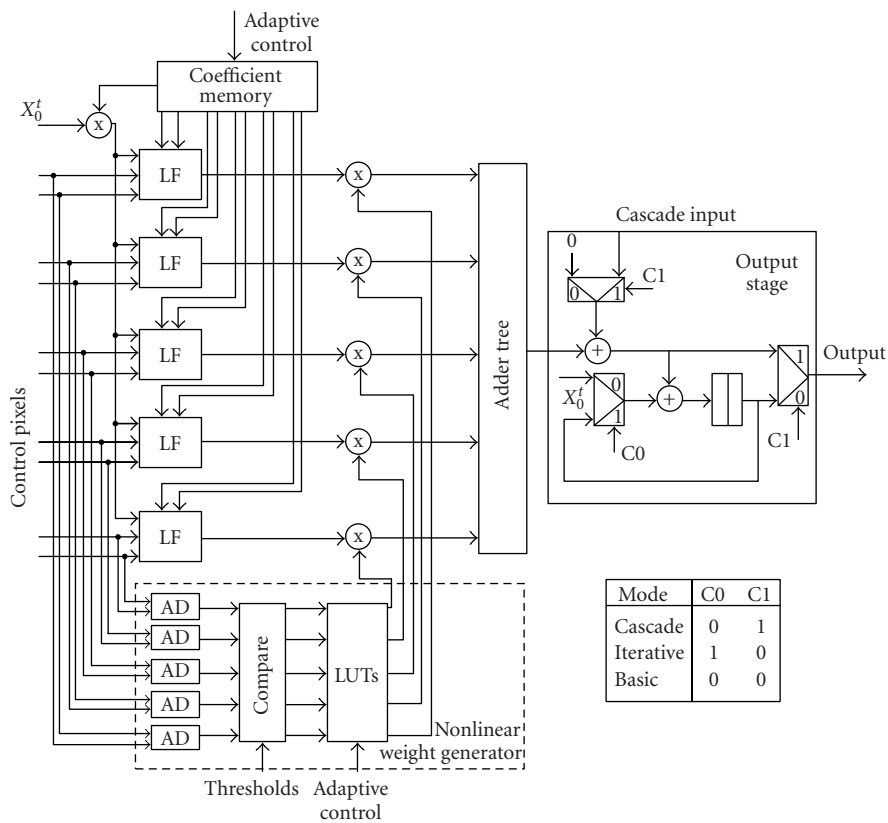 Adaptive
control
Coefficient
memory
X_0^t
x
LF
x
LF
x
LF
x
LF
x
LF
x
Control pixels
Adder tree
Cascade input
0
0 1
C1
Output
stage
+
X_0^t
0
1
C0
+
1
0
C1
Output
AD
AD
AD
AD
AD
Compare
LUTs
Nonlinear
weight generator
Thresholds
Adaptive
control
Mode C0 C1
Cascade 0 1
Iterative 1 0
Basic 0 0